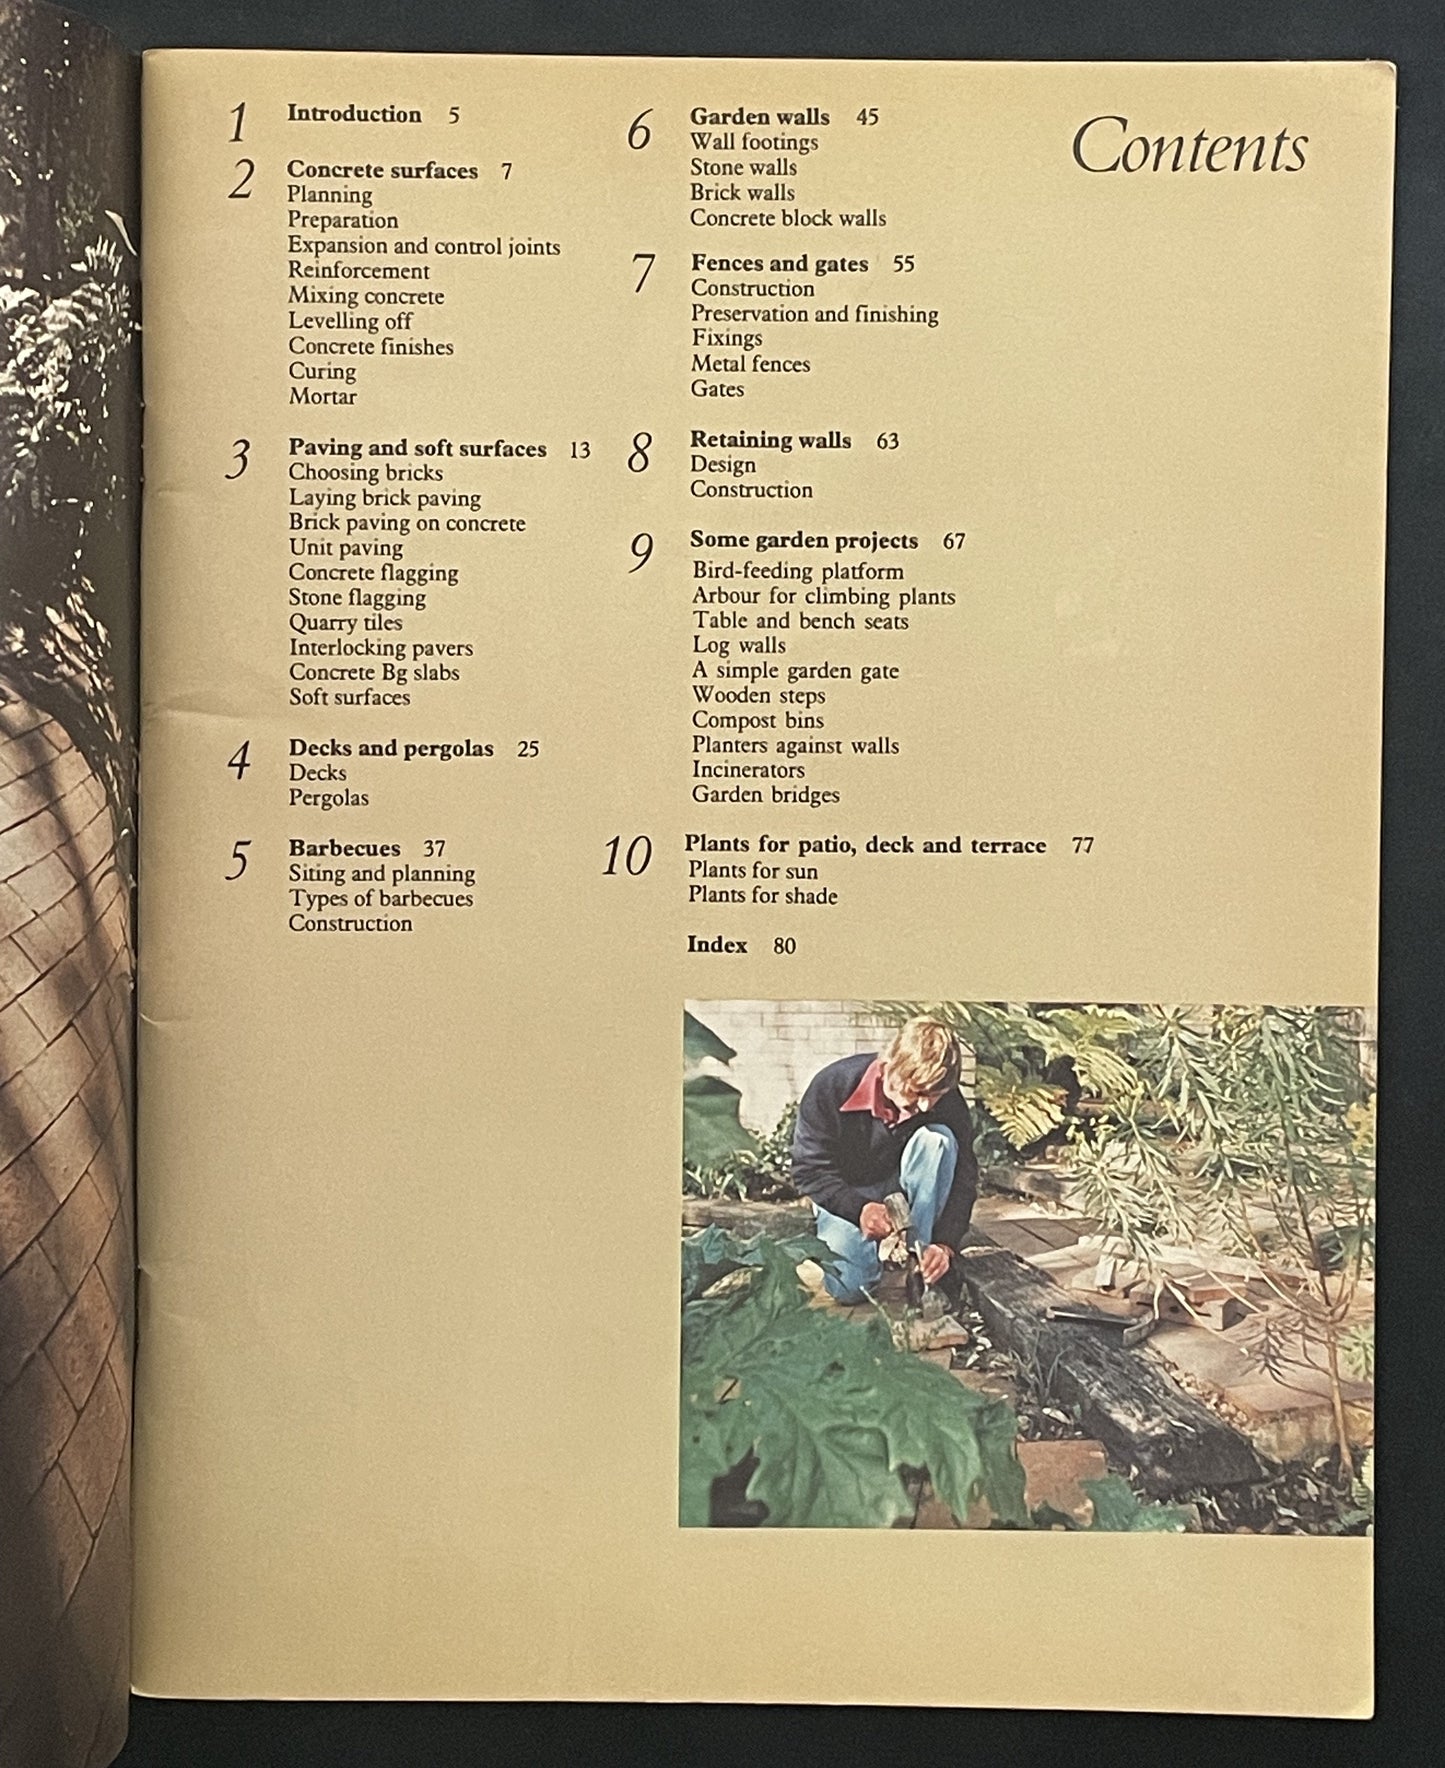 Contents
1 Introduction 5
2 Concrete surfaces 7
Planning
Preparation
Expansion and control joints
Reinforcement
Mixing concrete
Levelling off
Concrete finishes
Curing
Mortar
3 Paving and soft surfaces 13
Choosing bricks
Laying brick paving
Brick paving on concrete
Unit paving
Concrete flagging
Stone flagging
Quarry tiles
Interlocking pavers
Concrete Bg slabs
Soft surfaces
4 Decks and pergolas 25
Decks
Pergolas
5 Barbecues 37
Siting and planning
Types of barbecues
Construction
6 Garden walls 45
Wall footings
Stone walls
Brick walls
Concrete block walls
7 Fences and gates 55
Construction
Preservation and finishing
Fixings
Metal fences
Gates
8 Retaining walls 63
Design
Construction
9 Some garden projects 67
Bird-feeding platform
Arbour for climbing plants
Table and bench seats
Log walls
A simple garden gate
Wooden steps
Compost bins
Planters against walls
Incinerators
Garden bridges
10 Plants for patio, deck and terrace 77
Plants for sun
Plants for shade
Index 80